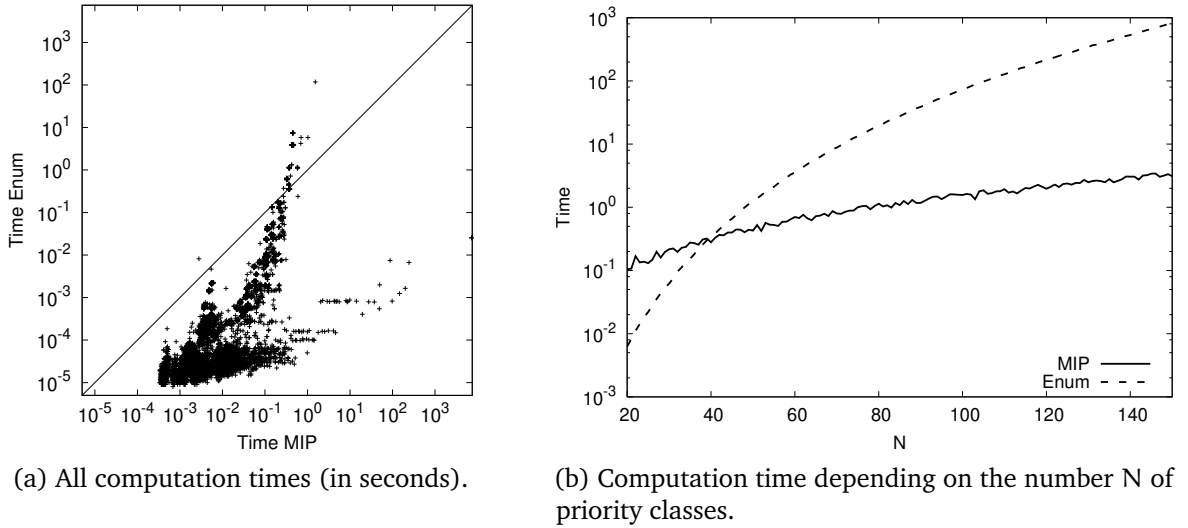 10^3
10^2
10^1
10^0
10^-1
10^-2
10^-3
10^-4
10^-5
Time Enum
10^-5 10^-4 10^-3 10^-2 10^-1 10^0 10^1 10^2 10^3
Time MIP
(a) All computation times (in seconds).
10^3
10^2
10^1
10^0
10^-1
10^-2
10^-3
Time
MIP
Enum
20 40 60 80 100 120 140
N
(b) Computation time depending on the number N of
priority classes.